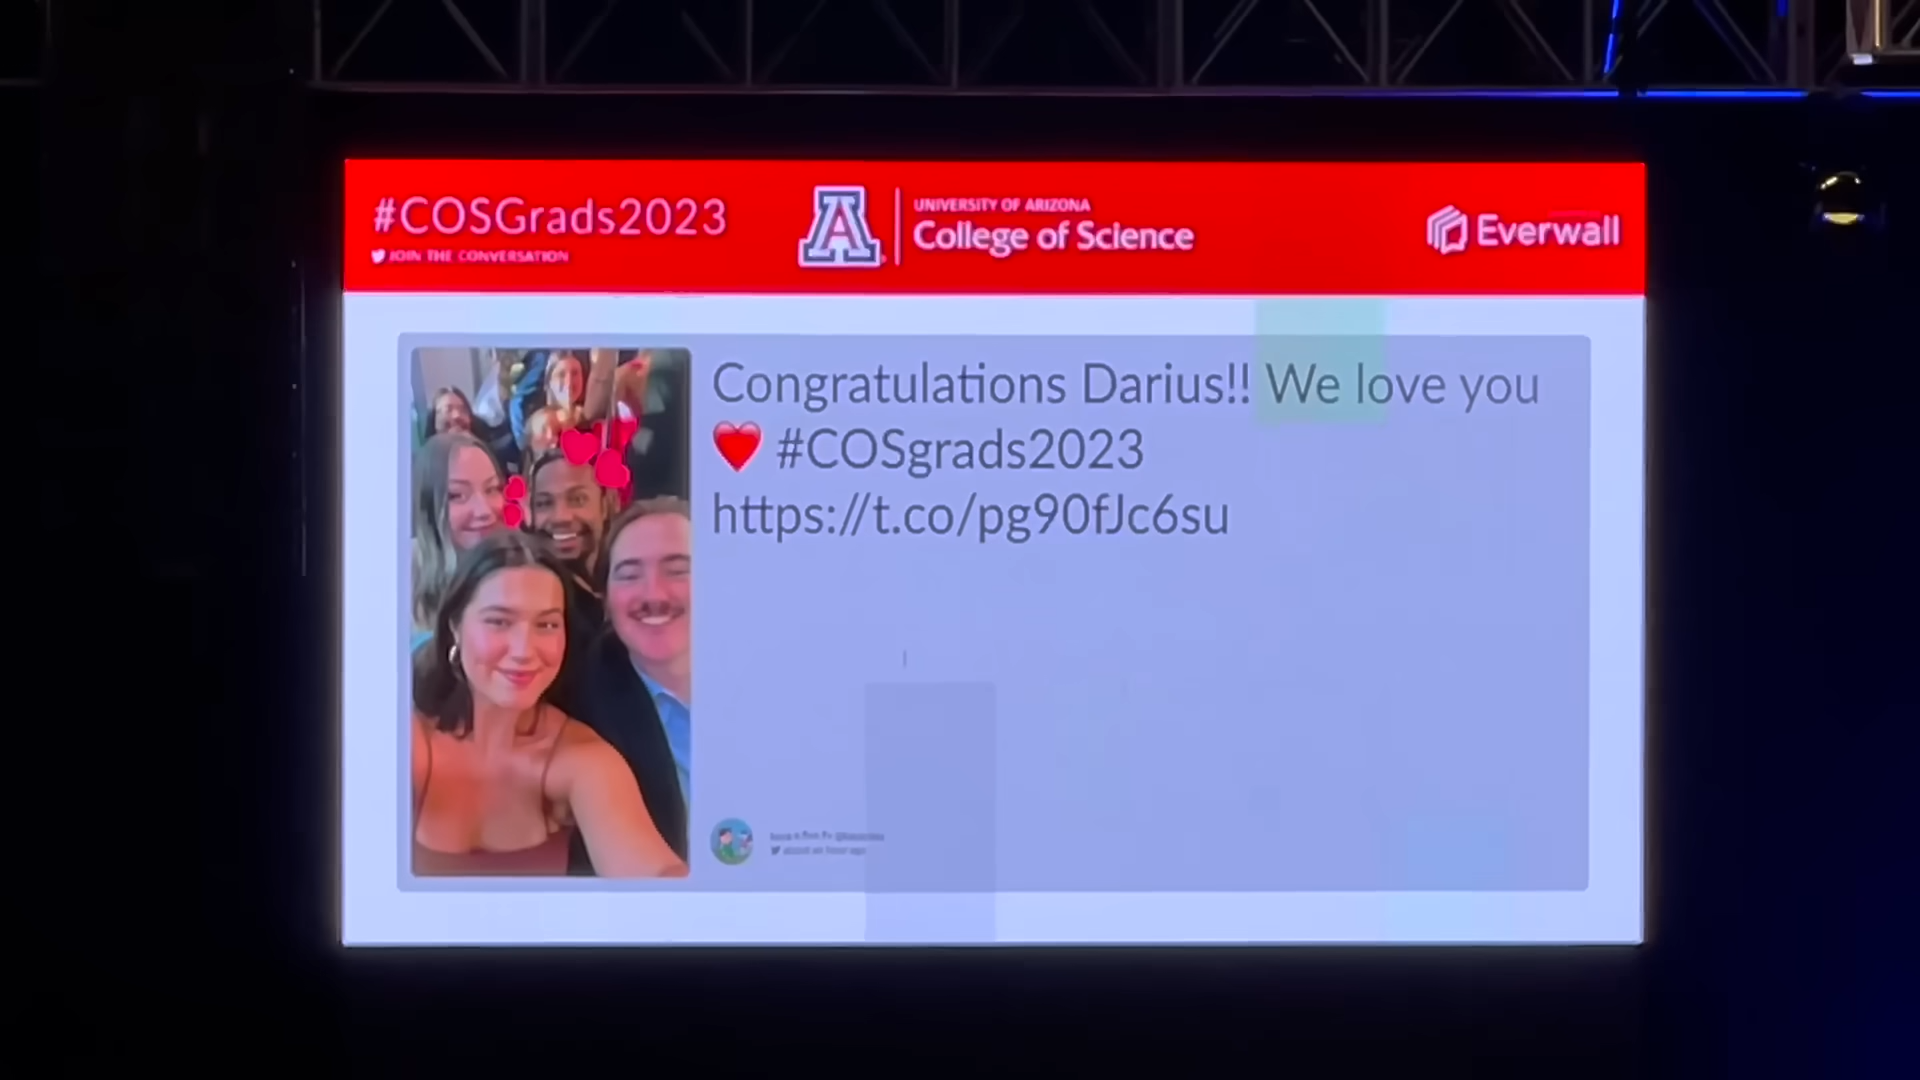 #COSGrads2023
JOIN THE CONVERSATION
A
UNIVERSITY OF ARIZONA
College of Science
Everwall
Congratulations Darius!! We love you
❤️ #COSgrads2023
https://t.co/pg90fJc6su